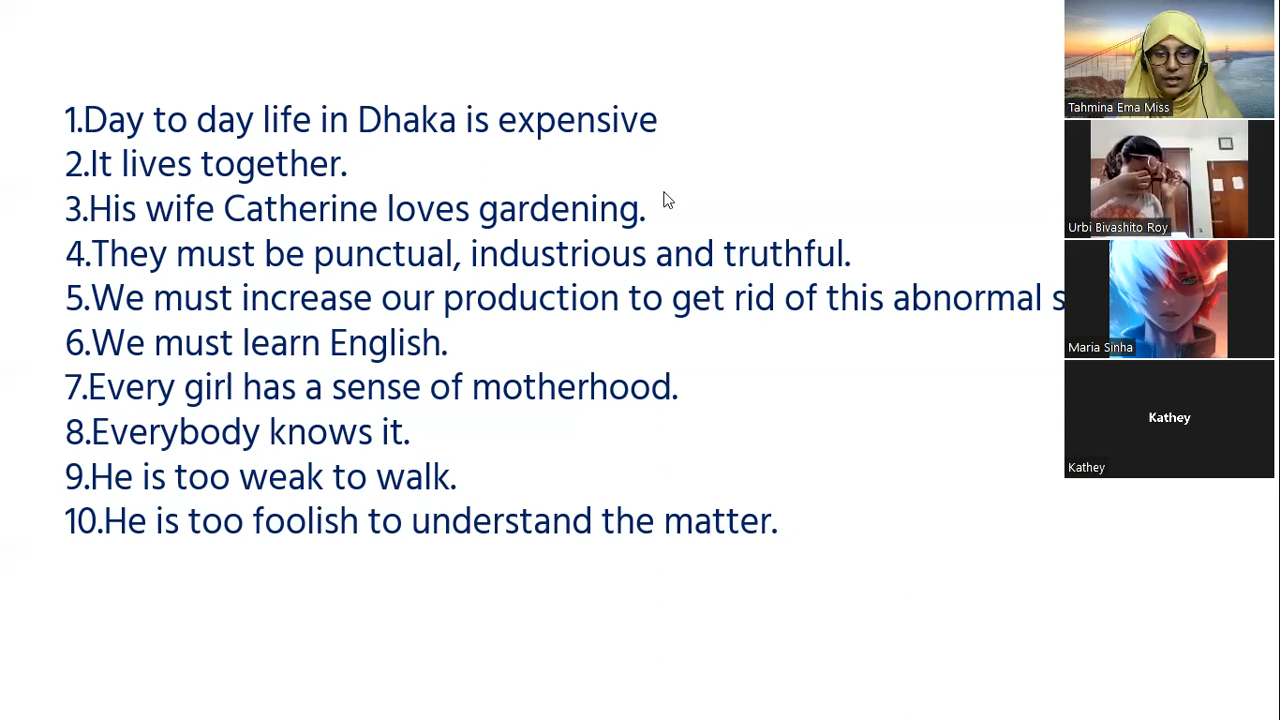 1.Day to day life in Dhaka is expensive
2.It lives together.
3.His wife Catherine loves gardening.
4.They must be punctual, industrious and truthful.
5.We must increase our production to get rid of this abnormal s
6.We must learn English.
7.Every girl has a sense of motherhood.
8.Everybody knows it.
9.He is too weak to walk.
10.He is too foolish to understand the matter.
Tahmina Ema Miss
Urbi Bivashito Roy
Maria Sinha
Kathey
Kathey